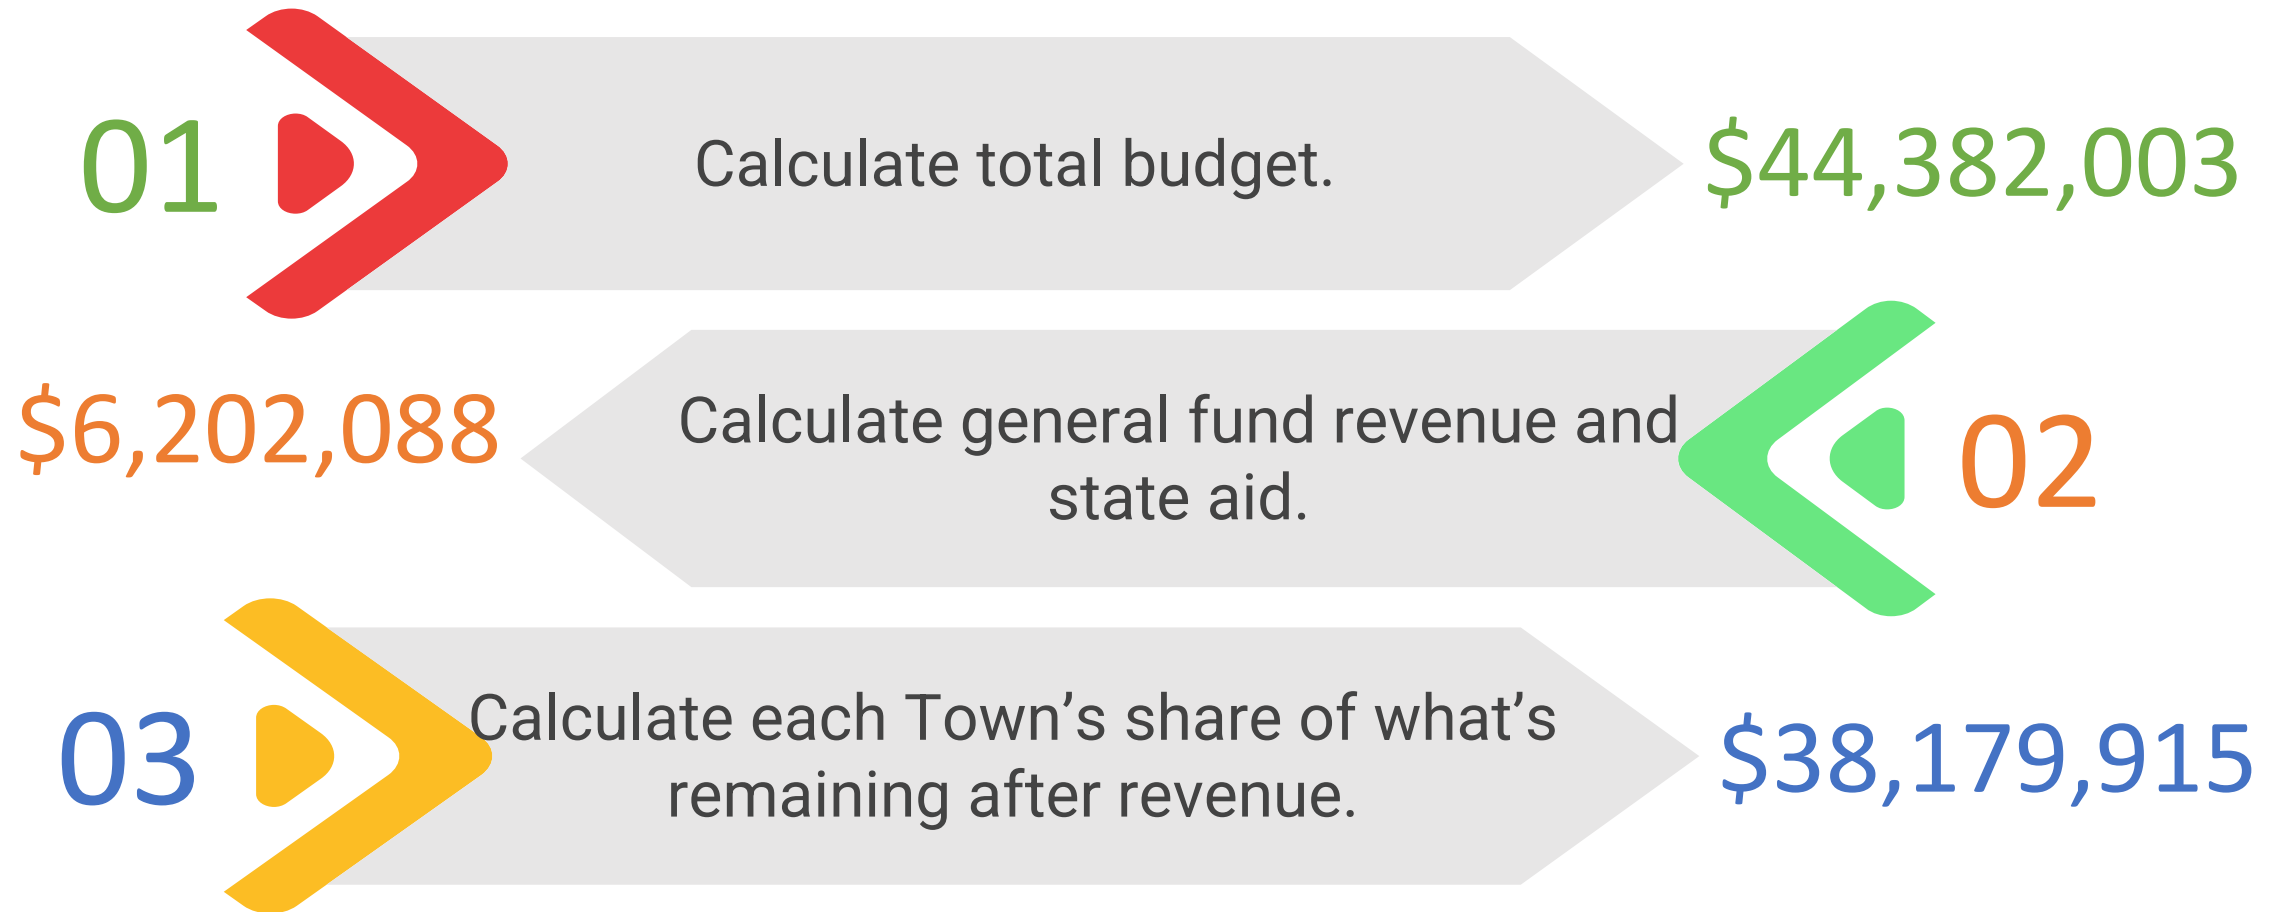 01
Calculate total budget.
$44,382,003
$6,202,088
Calculate general fund revenue and
state aid.
02
03
Calculate each Town’s share of what’s
remaining after revenue.
$38,179,915